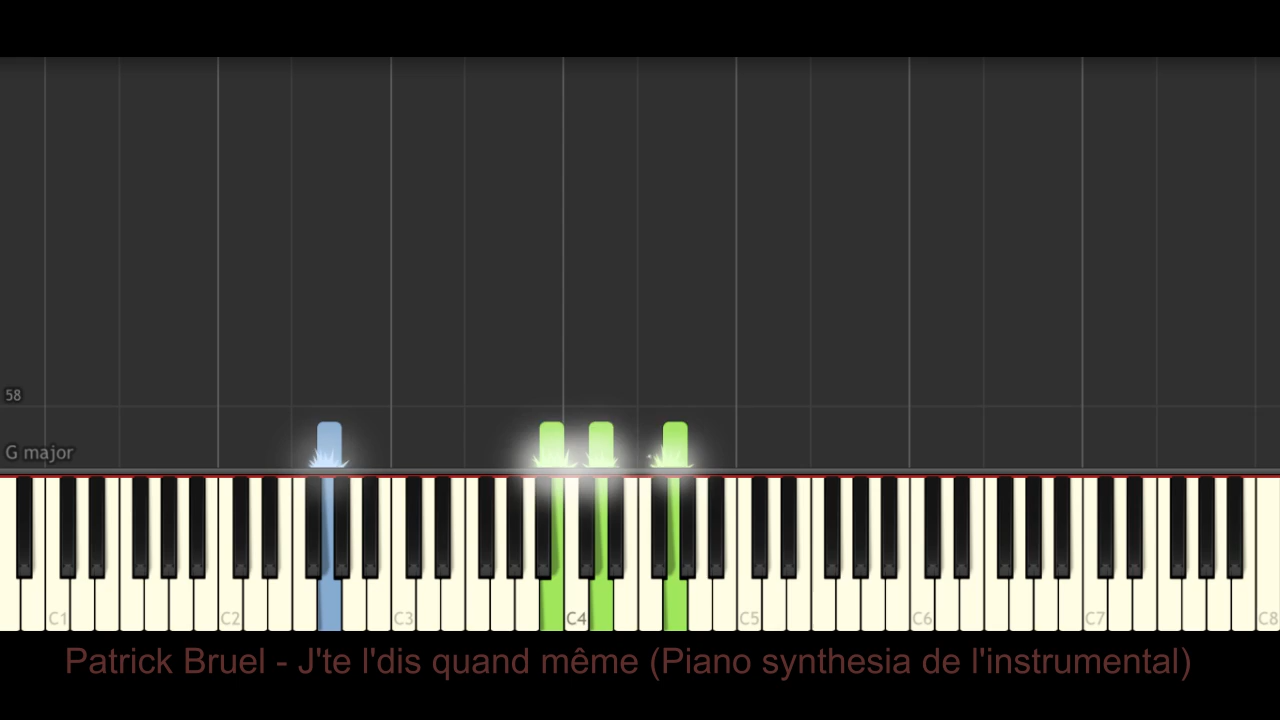 58
G major
C1 C2 C3 C4 C5 C6 C7 C8
Patrick Bruel - J'te l'dis quand même (Piano synthesia de l'instrumental)